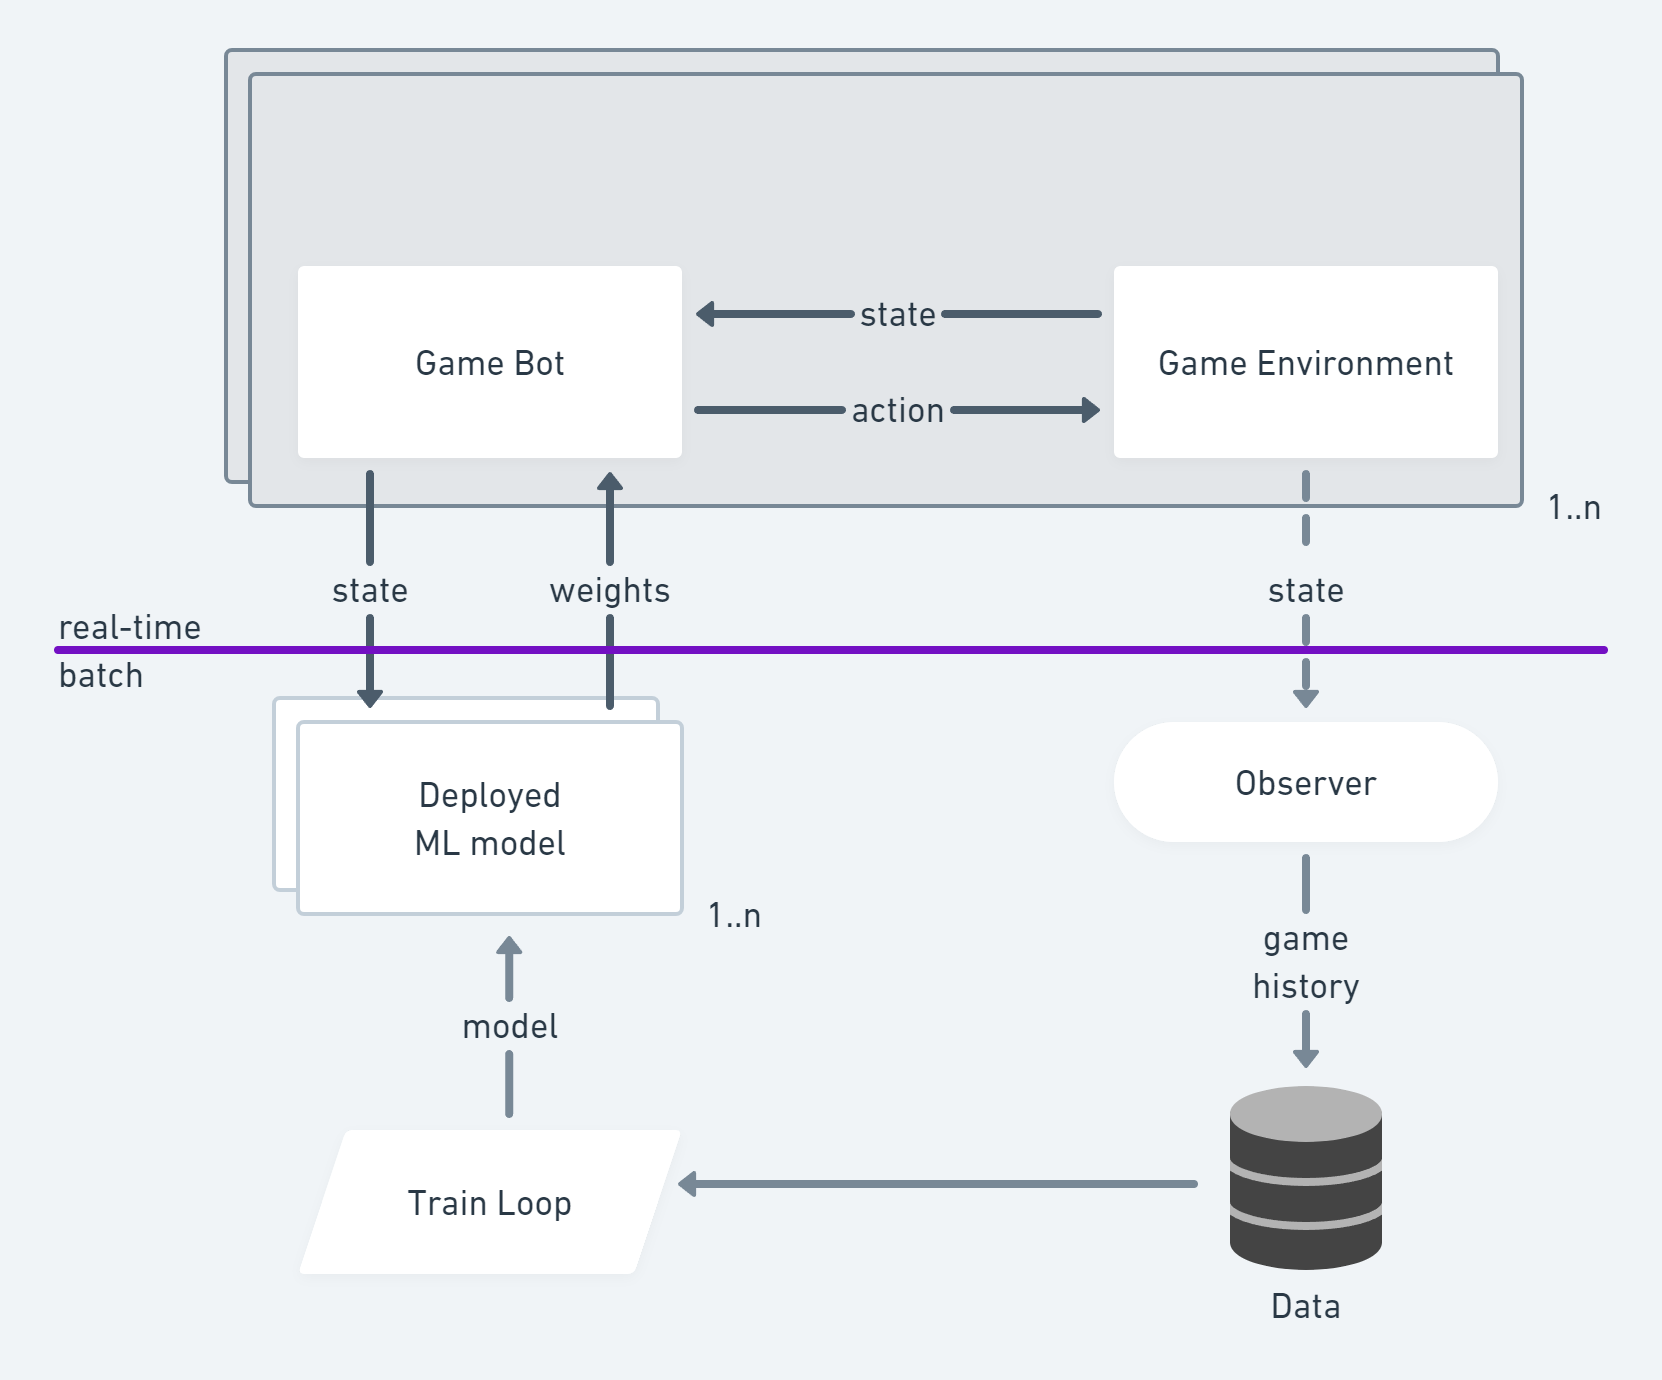 state
Game Bot
Game Environment
action
1..n
state
weights
state
real-time
batch
Deployed
ML model
Observer
1..n
game
history
model
Train Loop
Data